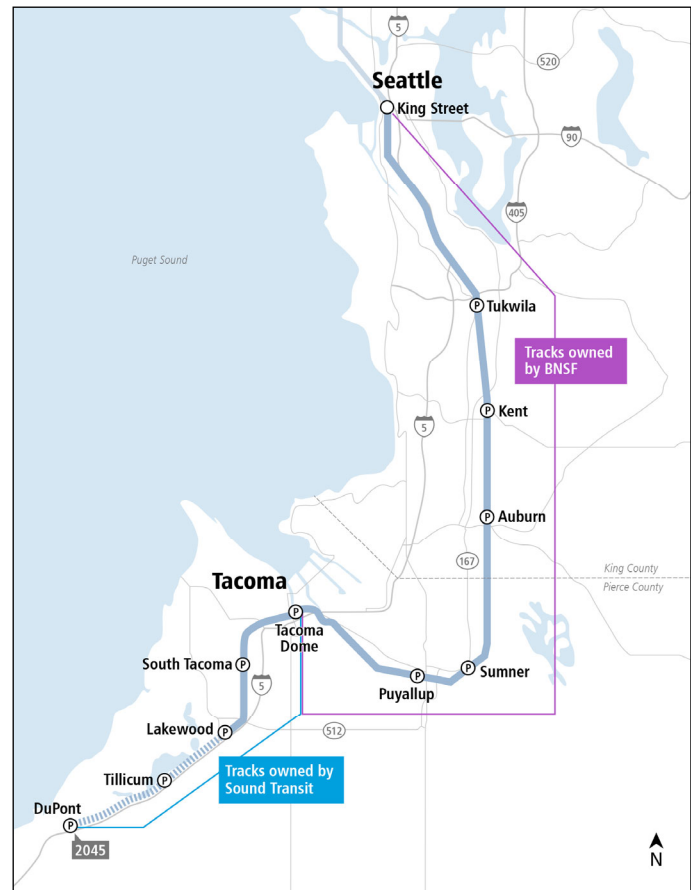 5
520
Seattle
King Street
90
405
Puget Sound
Tukwila
Tracks owned
by BNSF
Kent
5
Auburn
167
King County
Pierce County
Tacoma
Tacoma
Dome
South Tacoma
Sumner
5
Puyallup
Lakewood
512
Tracks owned by
Sound Transit
Tillicum
DuPont
2045
N
P
P
P
P
P
P
P
P
P
P
P